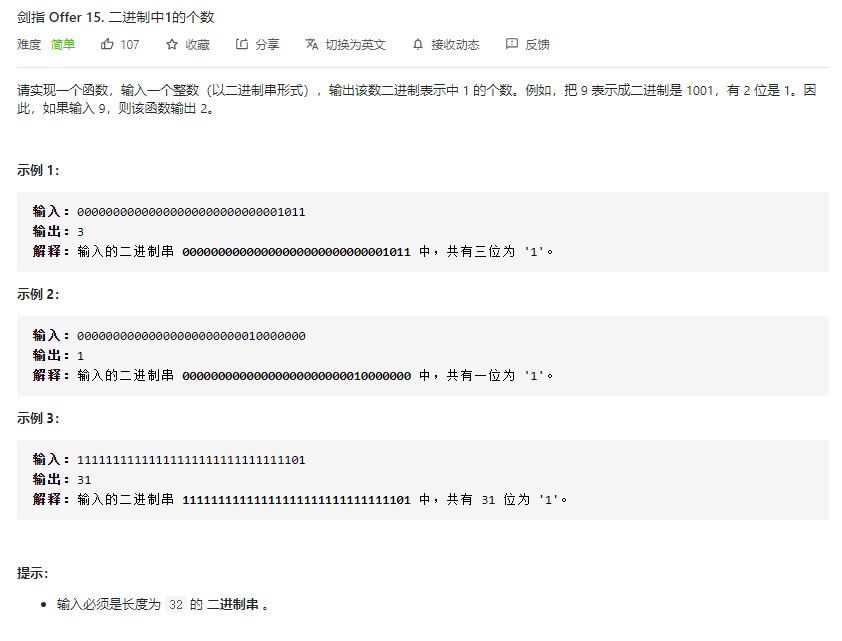 剑指 Offer 15. 二进制中1的个数
难度 简单 107 收藏 分享 切换为英文 接收动态 反馈
请实现一个函数，输入一个整数（以二进制串形式），输出该数二进制表示中 1 的个数。例如，把 9 表示成二进制是 1001，有 2 位是 1。因
此，如果输入 9，则该函数输出 2。
示例 1：
输入：00000000000000000000000000001011
输出：3
解释：输入的二进制串 00000000000000000000000000001011 中，共有三位为 '1'。
示例 2：
输入：00000000000000000000000010000000
输出：1
解释：输入的二进制串 00000000000000000000000010000000 中，共有一位为 '1'。
示例 3：
输入：11111111111111111111111111111101
输出：31
解释：输入的二进制串 11111111111111111111111111111101 中，共有 31 位为 '1'。
提示：
• 输入必须是长度为 32 的 二进制串 。